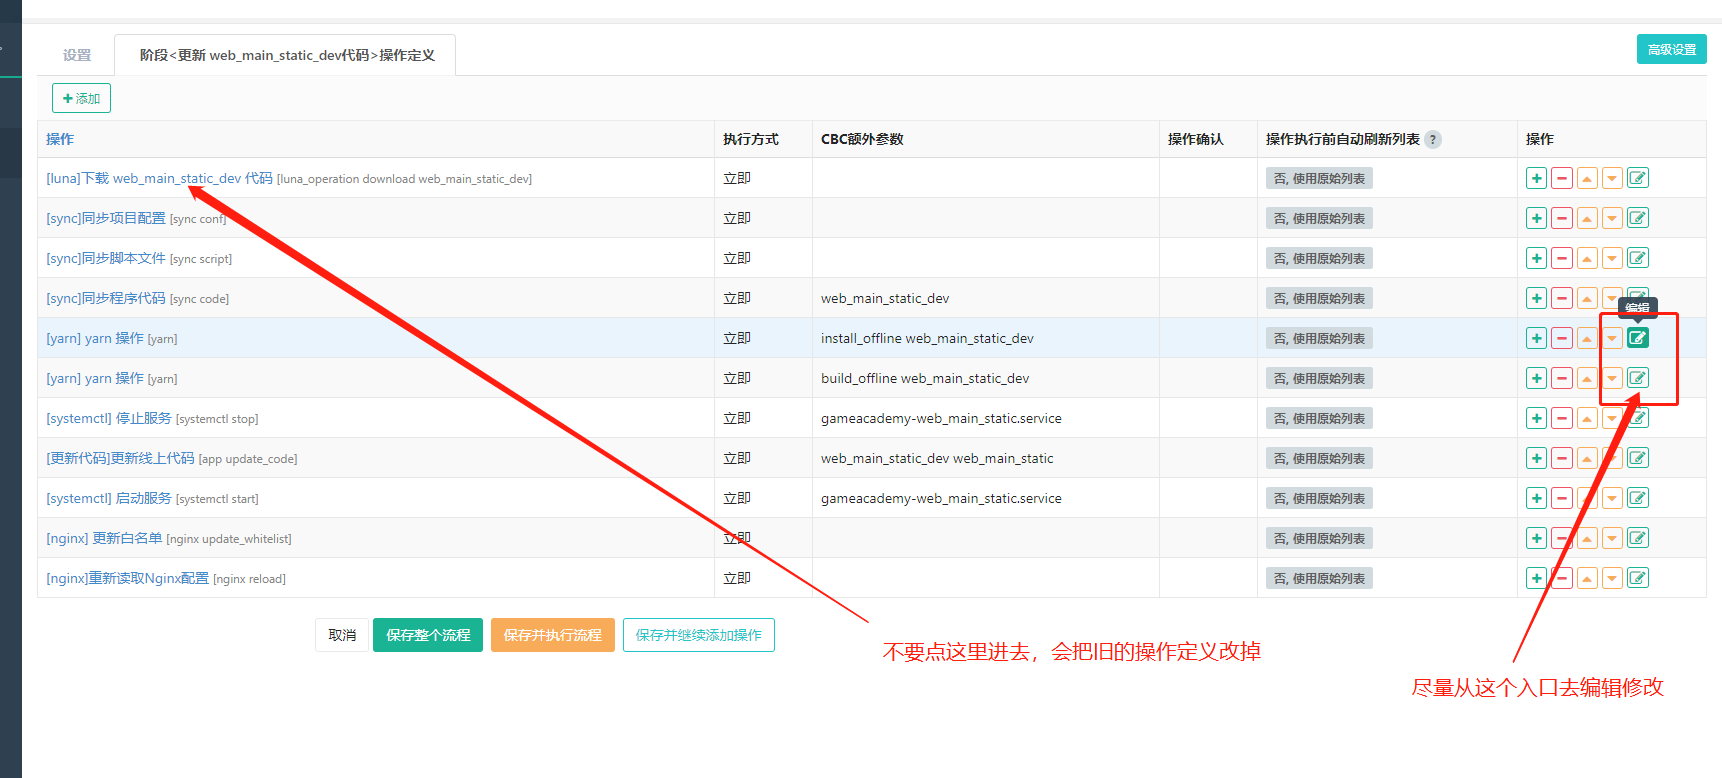 设置
阶段<更新 web_main_static_dev代码>操作定义
高级设置
添加
操作 执行方式 CBC额外参数 操作确认 操作执行前自动刷新列表 ? 操作
[luna]下载 web_main_static_dev 代码 [luna_operation download web_main_static_dev] 立即 否, 使用原始列表
[sync]同步项目配置 [sync conf] 立即 否, 使用原始列表
[sync]同步脚本文件 [sync script] 立即 否, 使用原始列表
[sync]同步程序代码 [sync code] 立即 web_main_static_dev 否, 使用原始列表
编辑
[yarn] yarn 操作 [yarn] 立即 install_offline web_main_static_dev 否, 使用原始列表
[yarn] yarn 操作 [yarn] 立即 build_offline web_main_static_dev 否, 使用原始列表
[systemctl] 停止服务 [systemctl stop] 立即 gameacademy-web_main_static.service 否, 使用原始列表
[更新代码]更新线上代码 [app update_code] 立即 web_main_static_dev web_main_static 否, 使用原始列表
[systemctl] 启动服务 [systemctl start] 立即 gameacademy-web_main_static.service 否, 使用原始列表
[nginx] 更新白名单 [nginx update_whitelist] 立即 否, 使用原始列表
[nginx]重新读取Nginx配置 [nginx reload] 立即 否, 使用原始列表
取消 保存整个流程 保存并执行流程 保存并继续添加操作
不要点这里进去，会把旧的操作定义改掉
尽量从这个入口去编辑修改